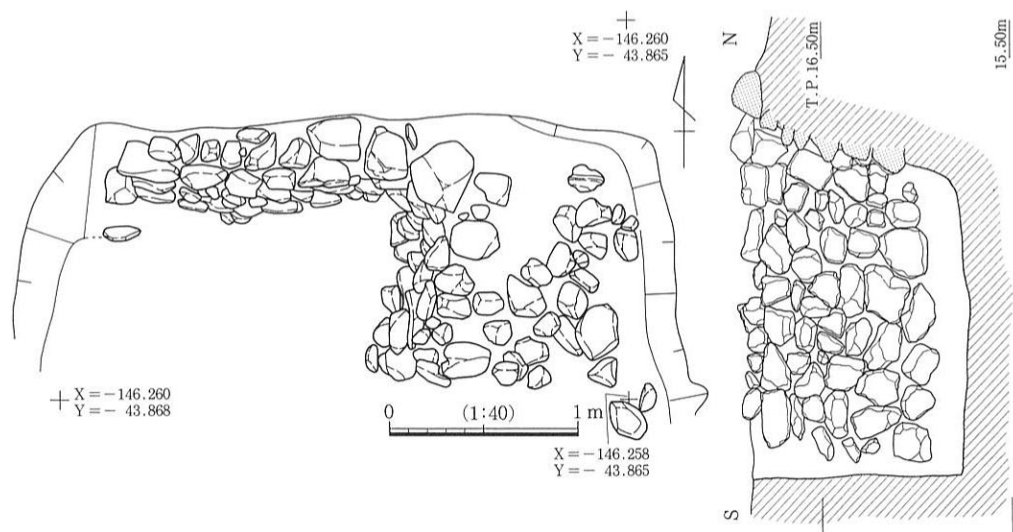 X=−146.260
Y=− 43.865
N
T.P.16.50m
15.50m
X=−146.260
Y=− 43.868
0 (1:40) 1 m
X=−146.258
Y=− 43.865
S